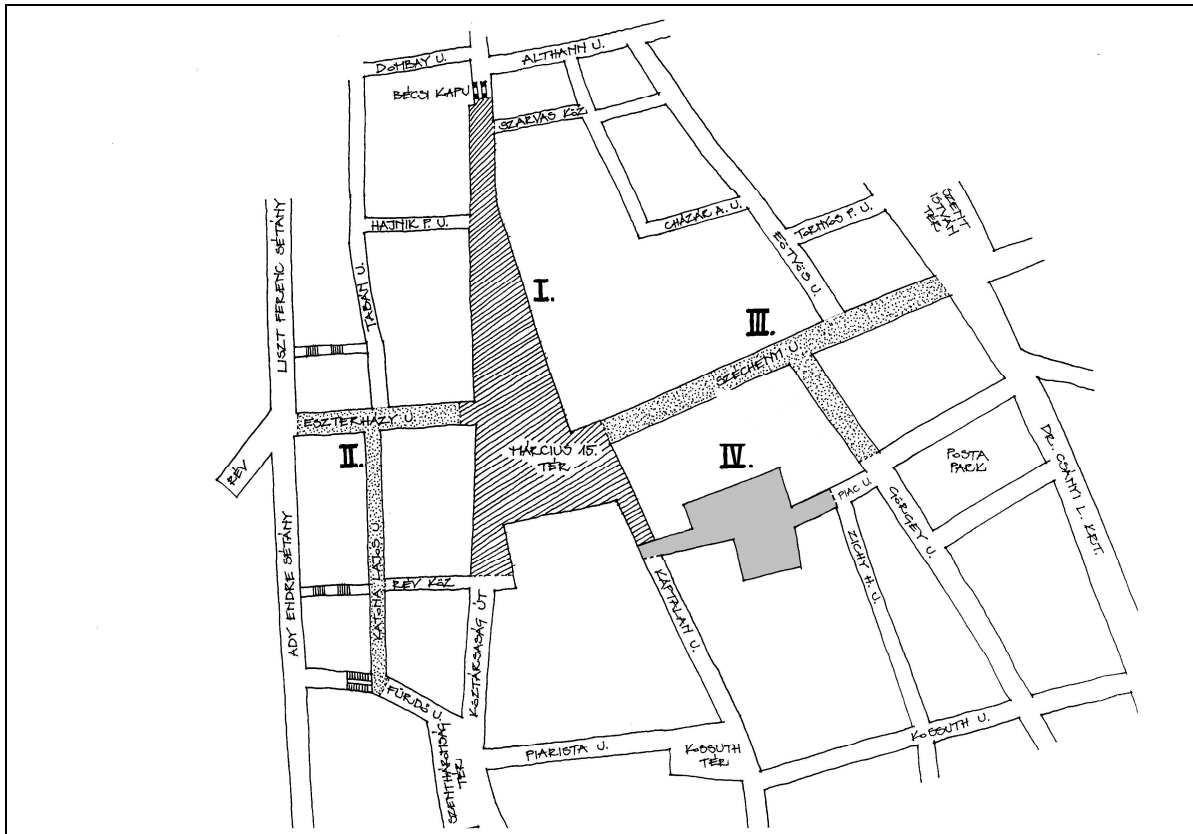 DOMBAY U.
ALTHANN U.
BÉCSI KAPU
SZARVAS KÖZ
HAJNIK P. U.
CHÁZÁR A. U.
TORNYOS P. U.
SZENT
ISTVÁN
TÉR
EÖTVÖS U.
LISZT FERENC SÉTÁNY
TABÁN U.
I.
III.
SZÉCHENYI U.
ESZTERHÁZY U.
II.
MÁRCIUS 15.
TÉR
IV.
RÉV
PIAC U.
POSTA
PARK
DR. CSÁNYI L. KRT.
GÖRGEY U.
ZICHY H. U.
ADY ENDRE SÉTÁNY
KATONA LAJOS U.
RÉV KÖZ
KÁPTALAN U.
KÖZTÁRSASÁG ÚT
FÜRDŐ U.
SZENTHÁROMSÁG
TÉR
PIARISTA U.
KOSSUTH
TÉR
KOSSUTH U.